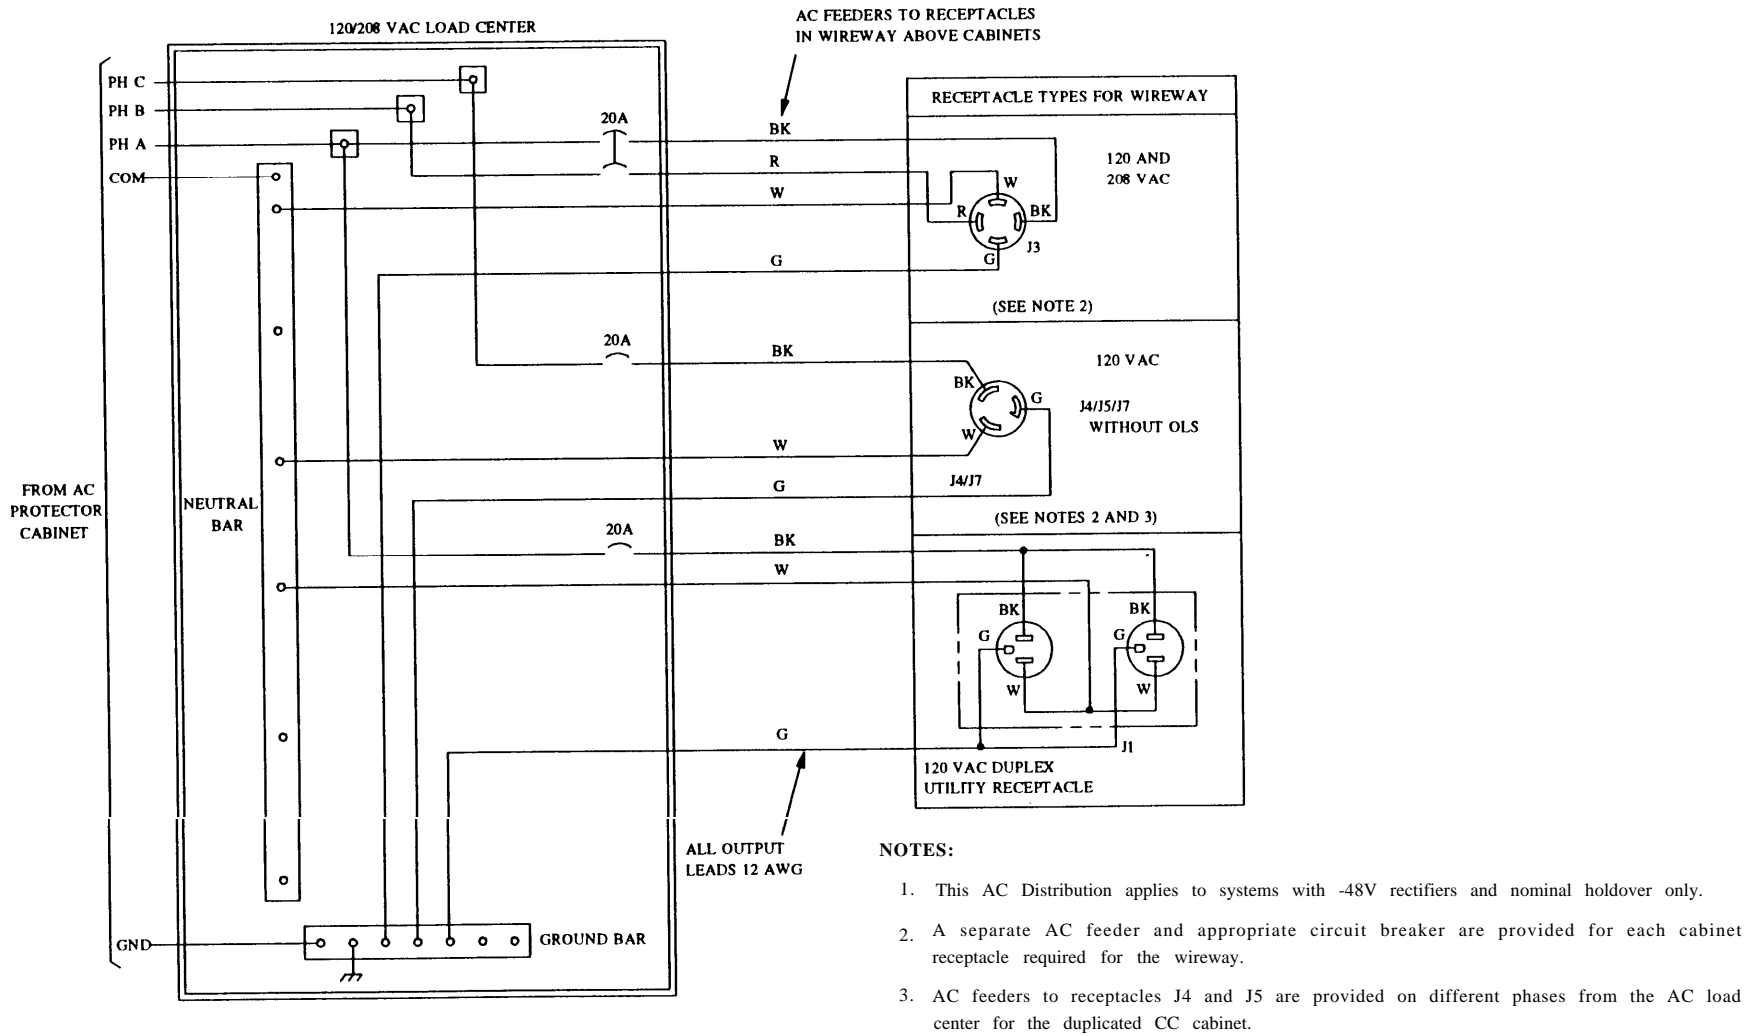 120/208 VAC LOAD CENTER
AC FEEDERS TO RECEPTACLES
IN WIREWAY ABOVE CABINETS
PH C
PH B
PH A
COM
20A
BK
R
W
G
RECEPTACLE TYPES FOR WIREWAY
120 AND
208 VAC
W
R
BK
J3
G
(SEE NOTE 2)
20A
BK
120 VAC
BK
G
J4/J5/J7
WITHOUT OLS
W
W
G
J4/J7
(SEE NOTES 2 AND 3)
FROM AC
PROTECTOR
CABINET
NEUTRAL
BAR
20A
BK
W
BK
BK
G
G
W
W
G
J1
120 VAC DUPLEX
UTILITY RECEPTACLE
ALL OUTPUT
LEADS 12 AWG
GND
GROUND BAR
NOTES:
1. This AC Distribution applies to systems with -48V rectifiers and nominal holdover only.
2. A separate AC feeder and appropriate circuit breaker are provided for each cabinet
receptacle required for the wireway.
3. AC feeders to receptacles J4 and J5 are provided on different phases from the AC load
center for the duplicated CC cabinet.